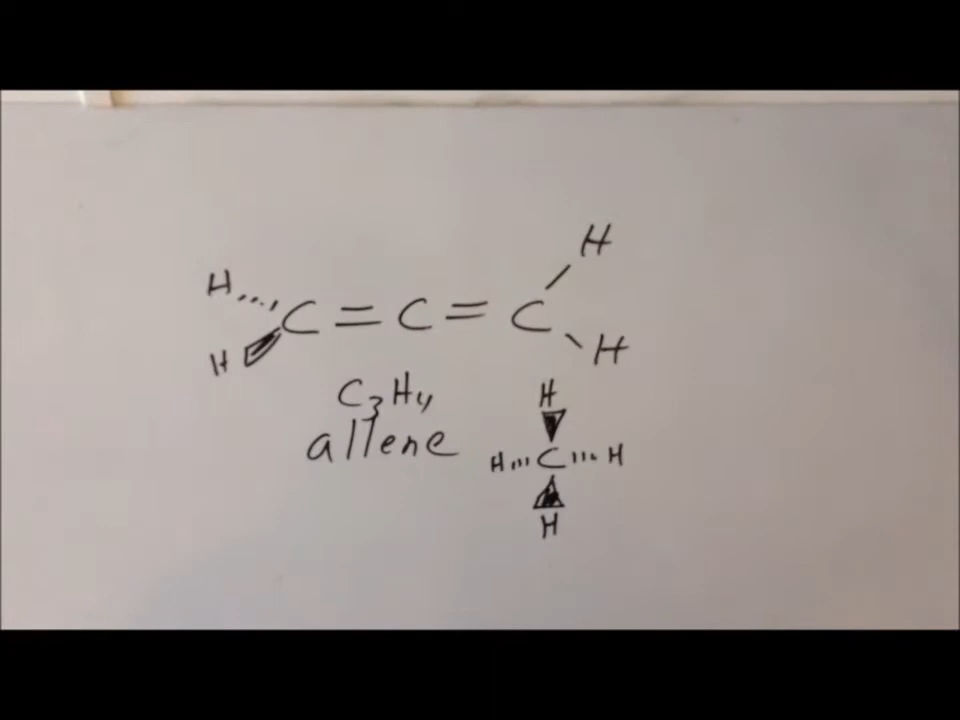 H H
C = C = C
H H
C₃H₄
allene
H
H C H
H